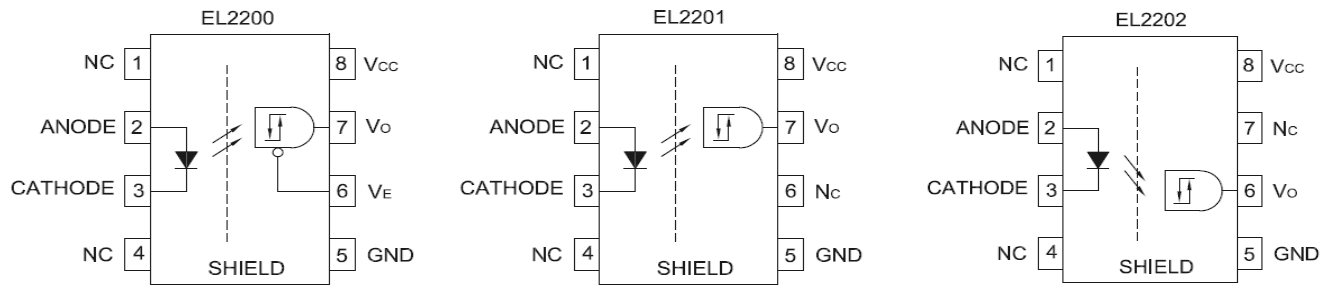 EL2200
NC 1 8 VCC
ANODE 2 7 VO
CATHODE 3 6 VE
NC 4 5 GND
SHIELD
EL2201
NC 1 8 VCC
ANODE 2 7 VO
CATHODE 3 6 NC
NC 4 5 GND
SHIELD
EL2202
NC 1 8 VCC
ANODE 2 7 NC
CATHODE 3 6 VO
NC 4 5 GND
SHIELD